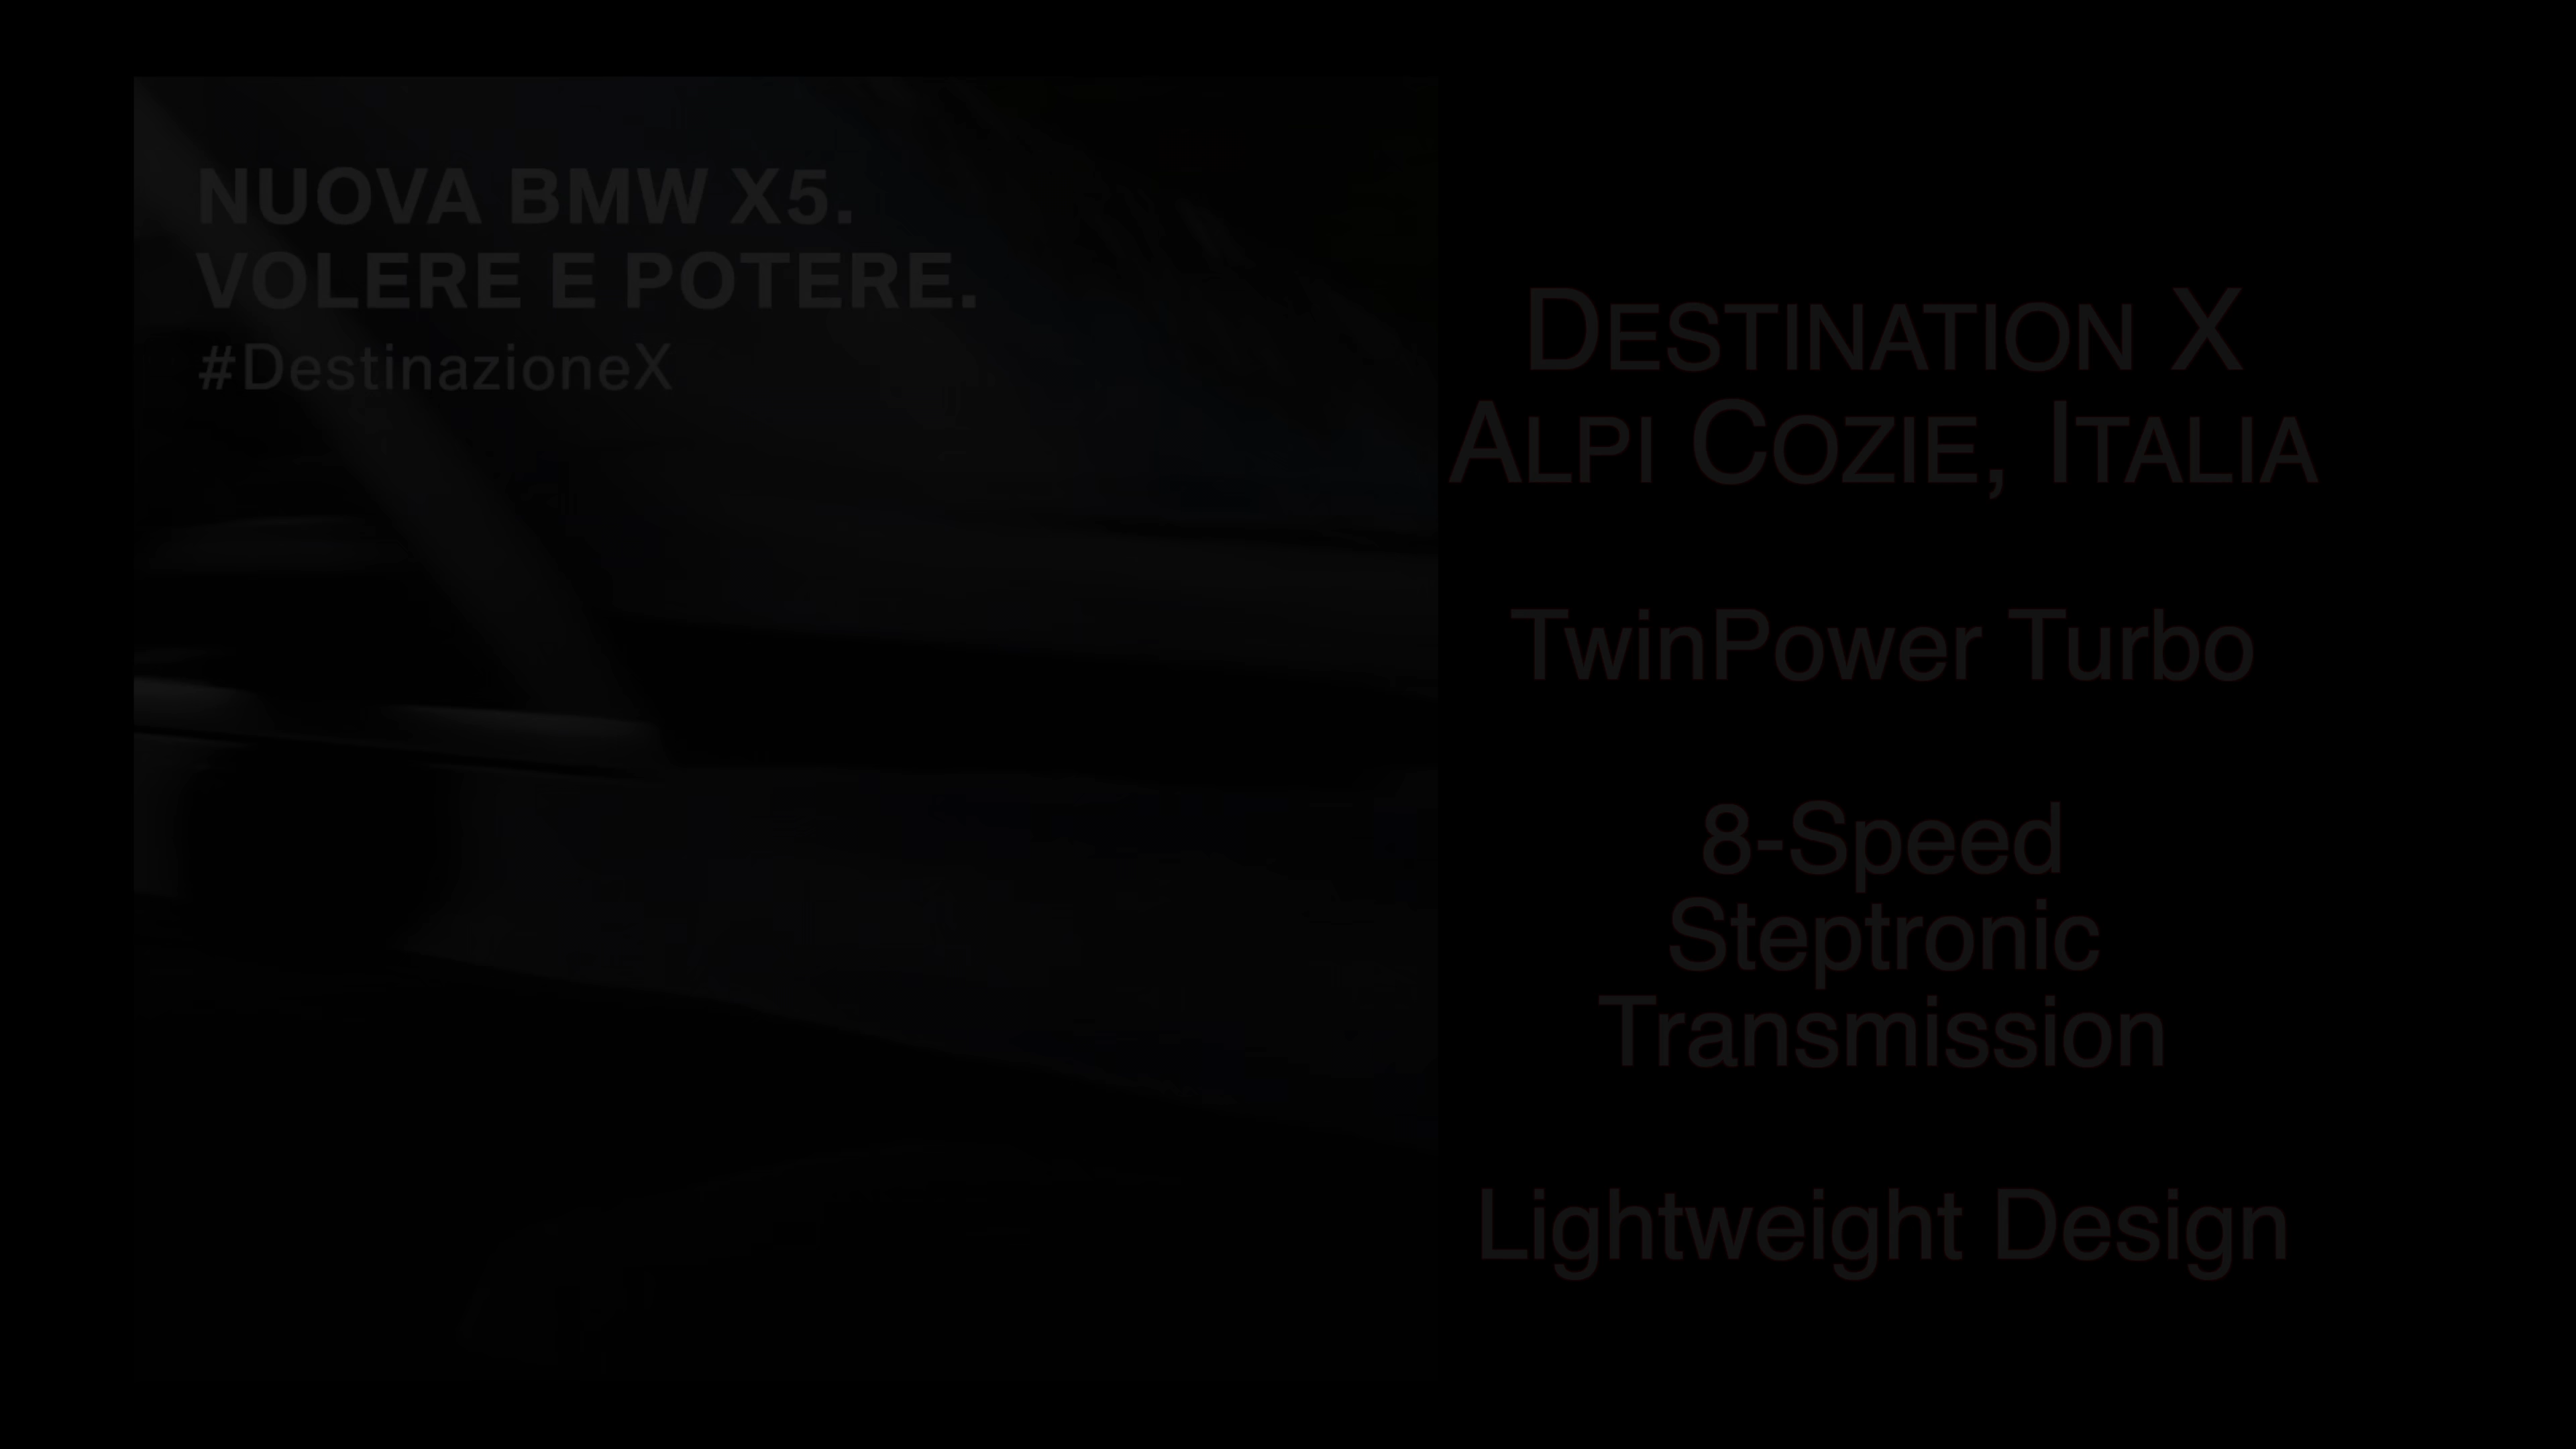 NUOVA BMW X5.
VOLERE E POTERE.
#DestinazioneX
DESTINATION X
ALPI COZIE, ITALIA
TwinPower Turbo
8-Speed
Steptronic
Transmission
Lightweight Design